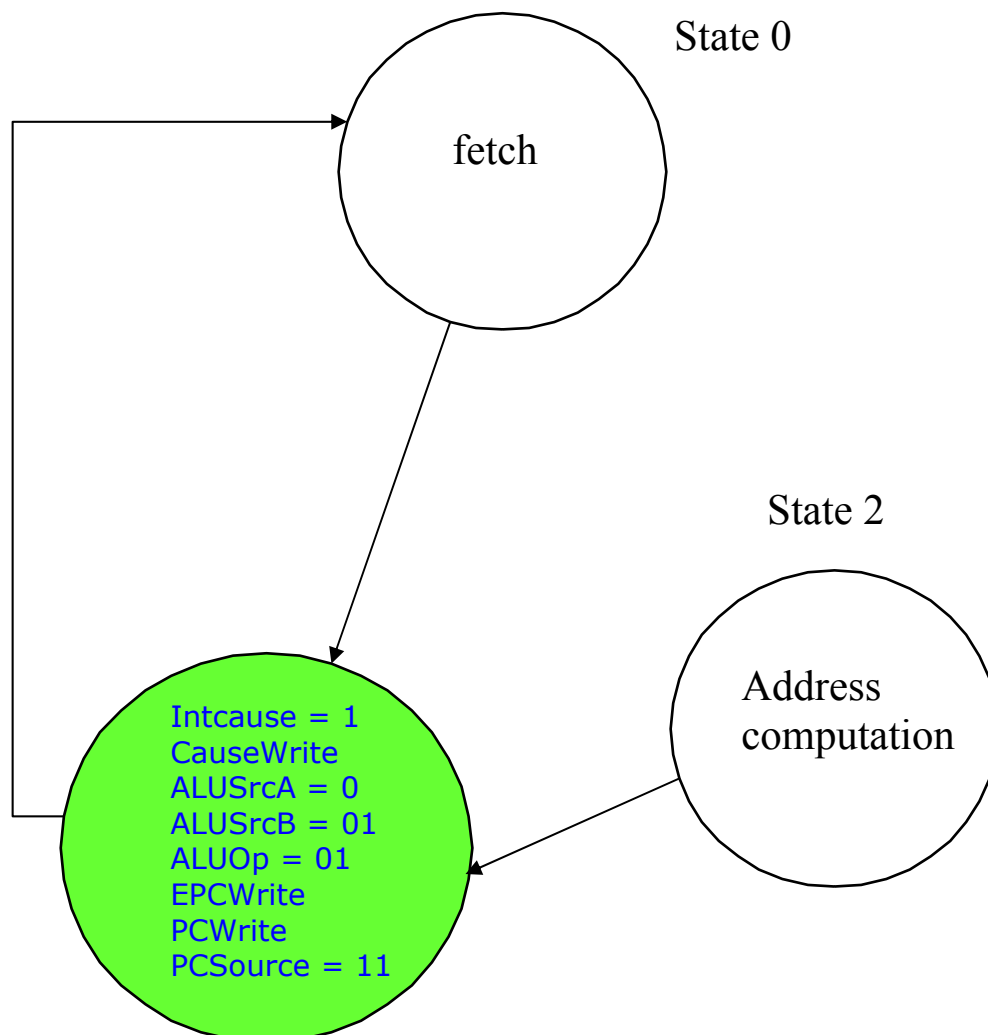 State 0
fetch
State 2
Address
computation
Intcause = 1
CauseWrite
ALUSrcA = 0
ALUSrcB = 01
ALUOp = 01
EPCWrite
PCWrite
PCSource = 11